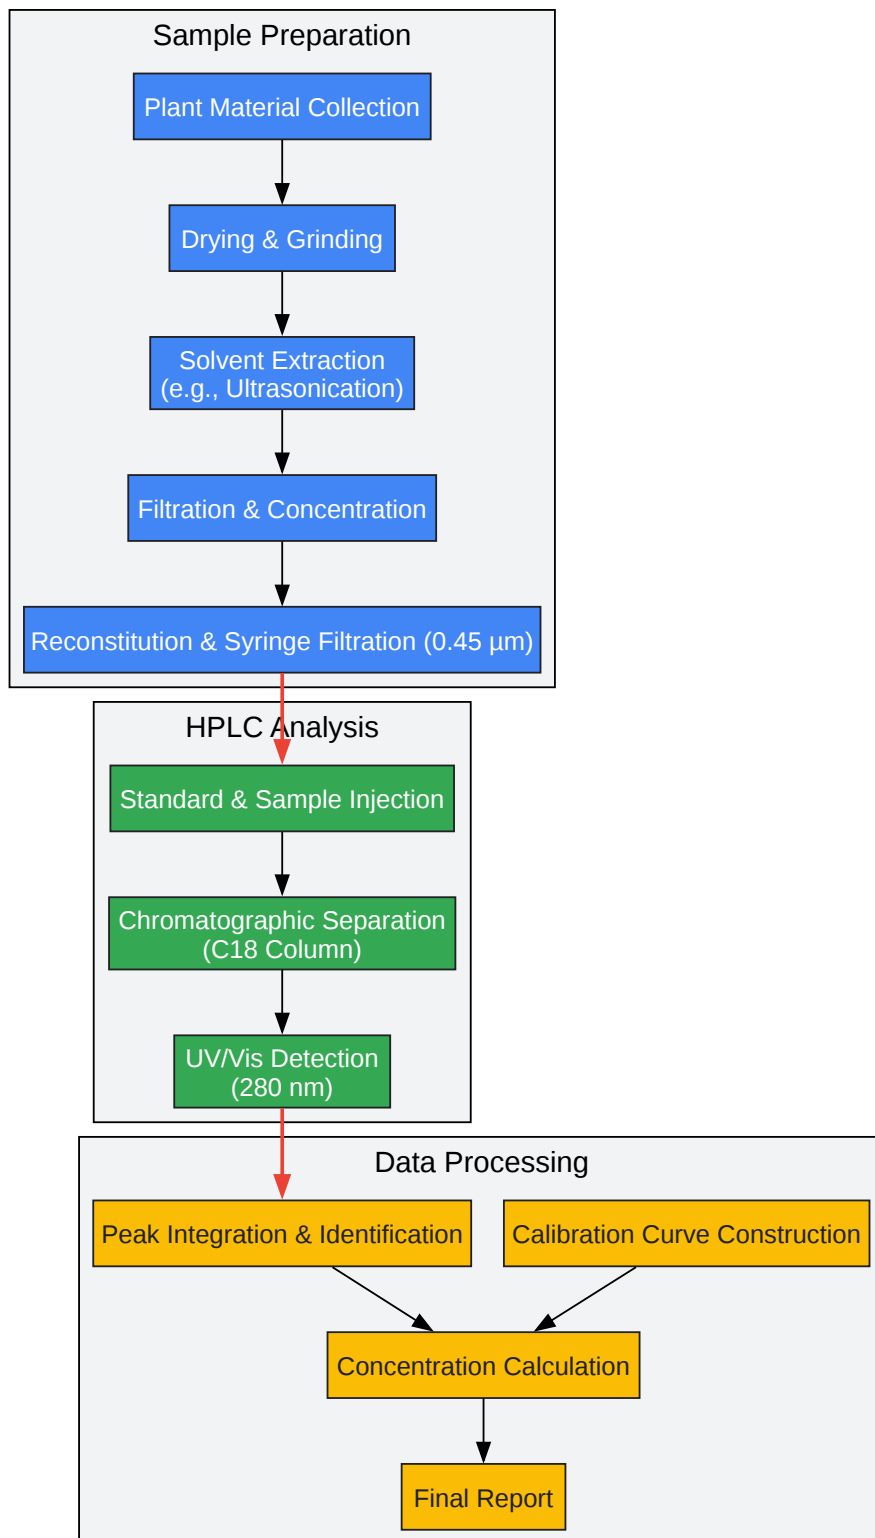 Sample Preparation
Plant Material Collection
Drying & Grinding
Solvent Extraction
(e.g., Ultrasonication)
Filtration & Concentration
Reconstitution & Syringe Filtration (0.45 µm)
HPLC Analysis
Standard & Sample Injection
Chromatographic Separation
(C18 Column)
UV/Vis Detection
(280 nm)
Data Processing
Peak Integration & Identification
Calibration Curve Construction
Concentration Calculation
Final Report